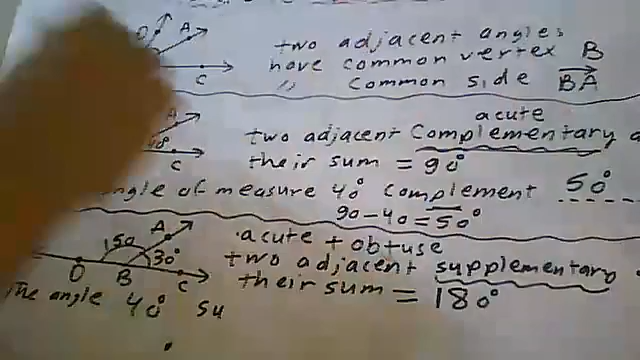 D A
two adjacent angles
have common vertex B
C
" common side BA
acute
A
two adjacent Complementary
C
their sum = 90°
angle of measure 40° complement 50°
90-40=50°
acute + obtuse
150 A 30°
two adjacent supplementary
D B C
their sum = 180°
The angle 40° su